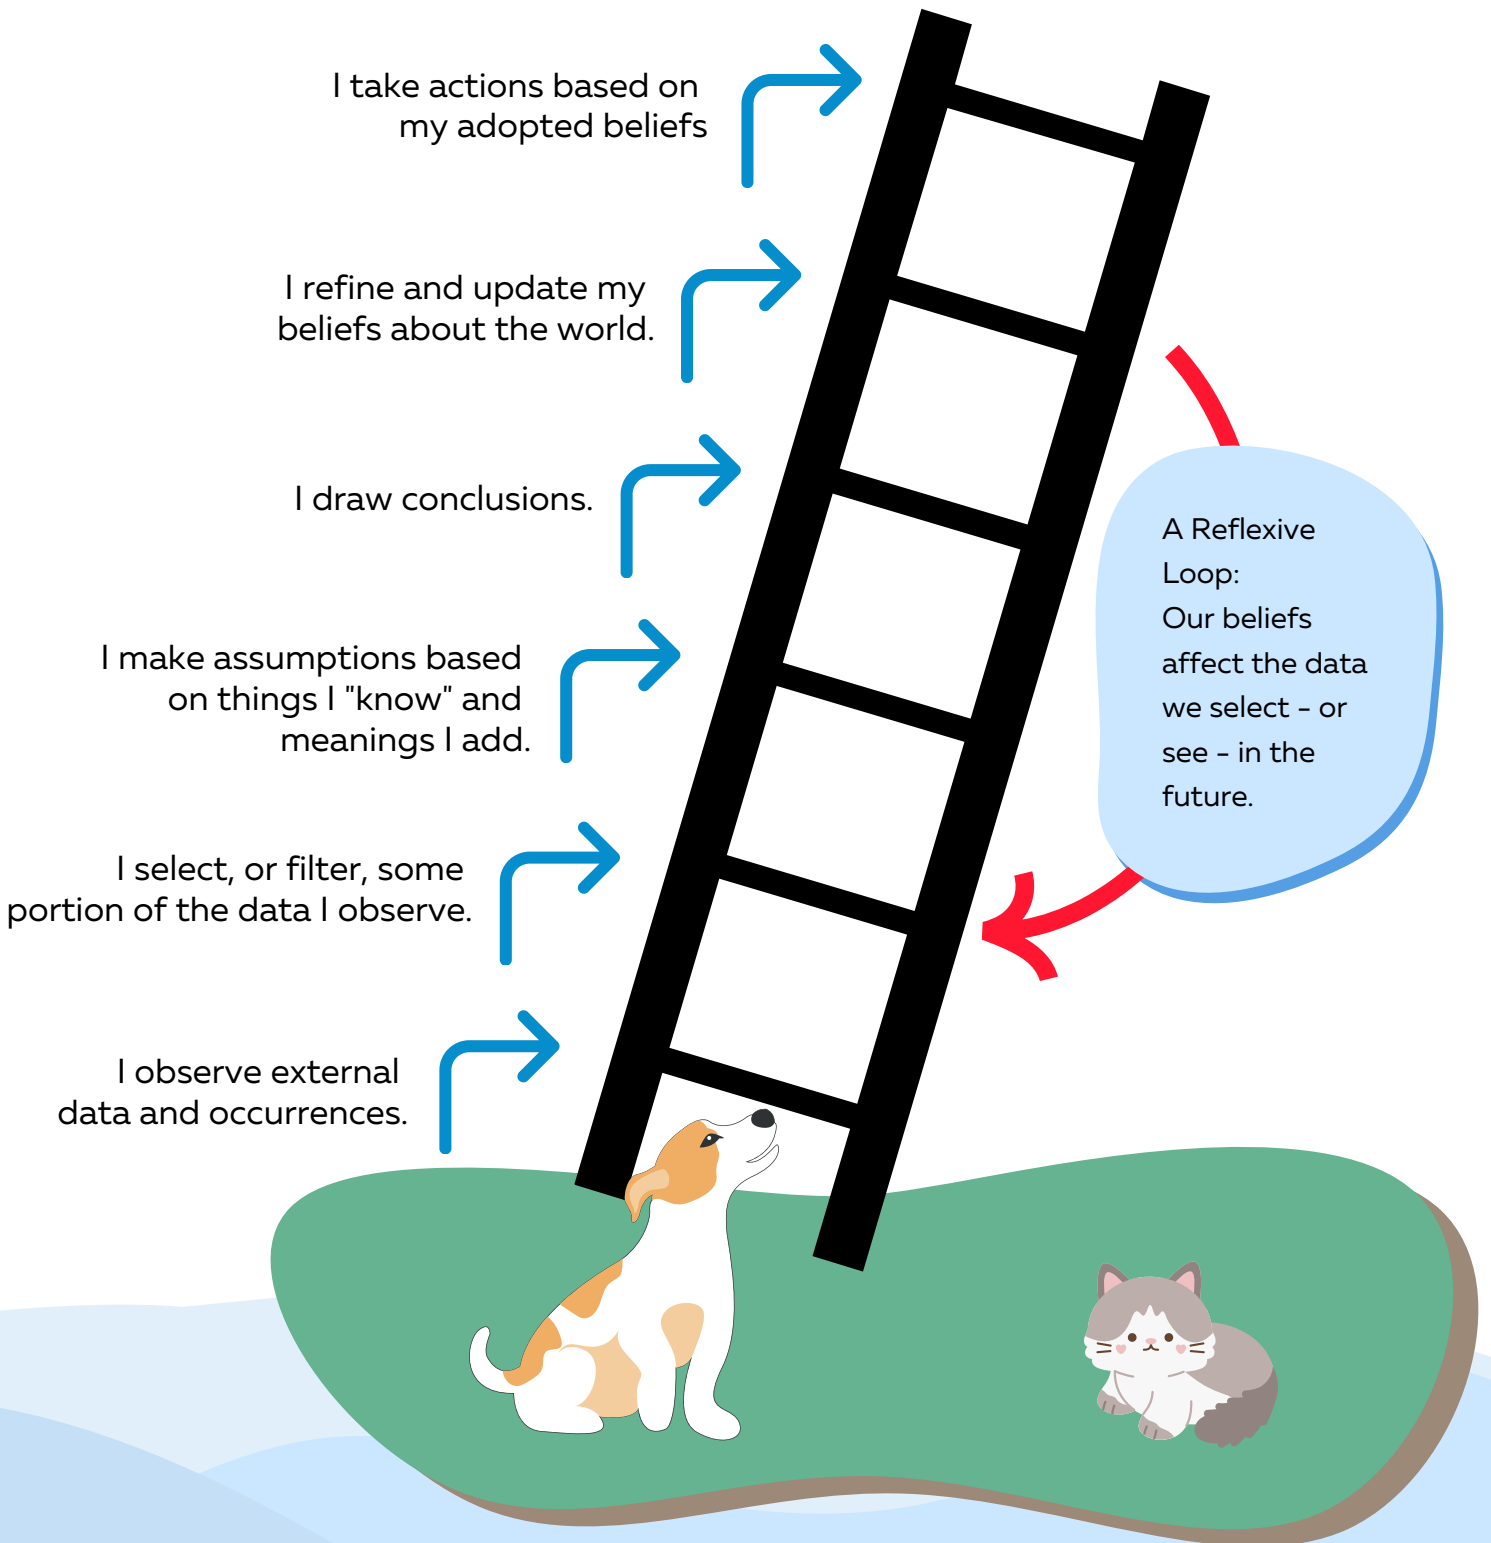 I take actions based on
my adopted beliefs
I refine and update my
beliefs about the world.
I draw conclusions.
I make assumptions based
on things I "know" and
meanings I add.
I select, or filter, some
portion of the data I observe.
I observe external
data and occurrences.
A Reflexive
Loop:
Our beliefs
affect the data
we select - or
see - in the
future.